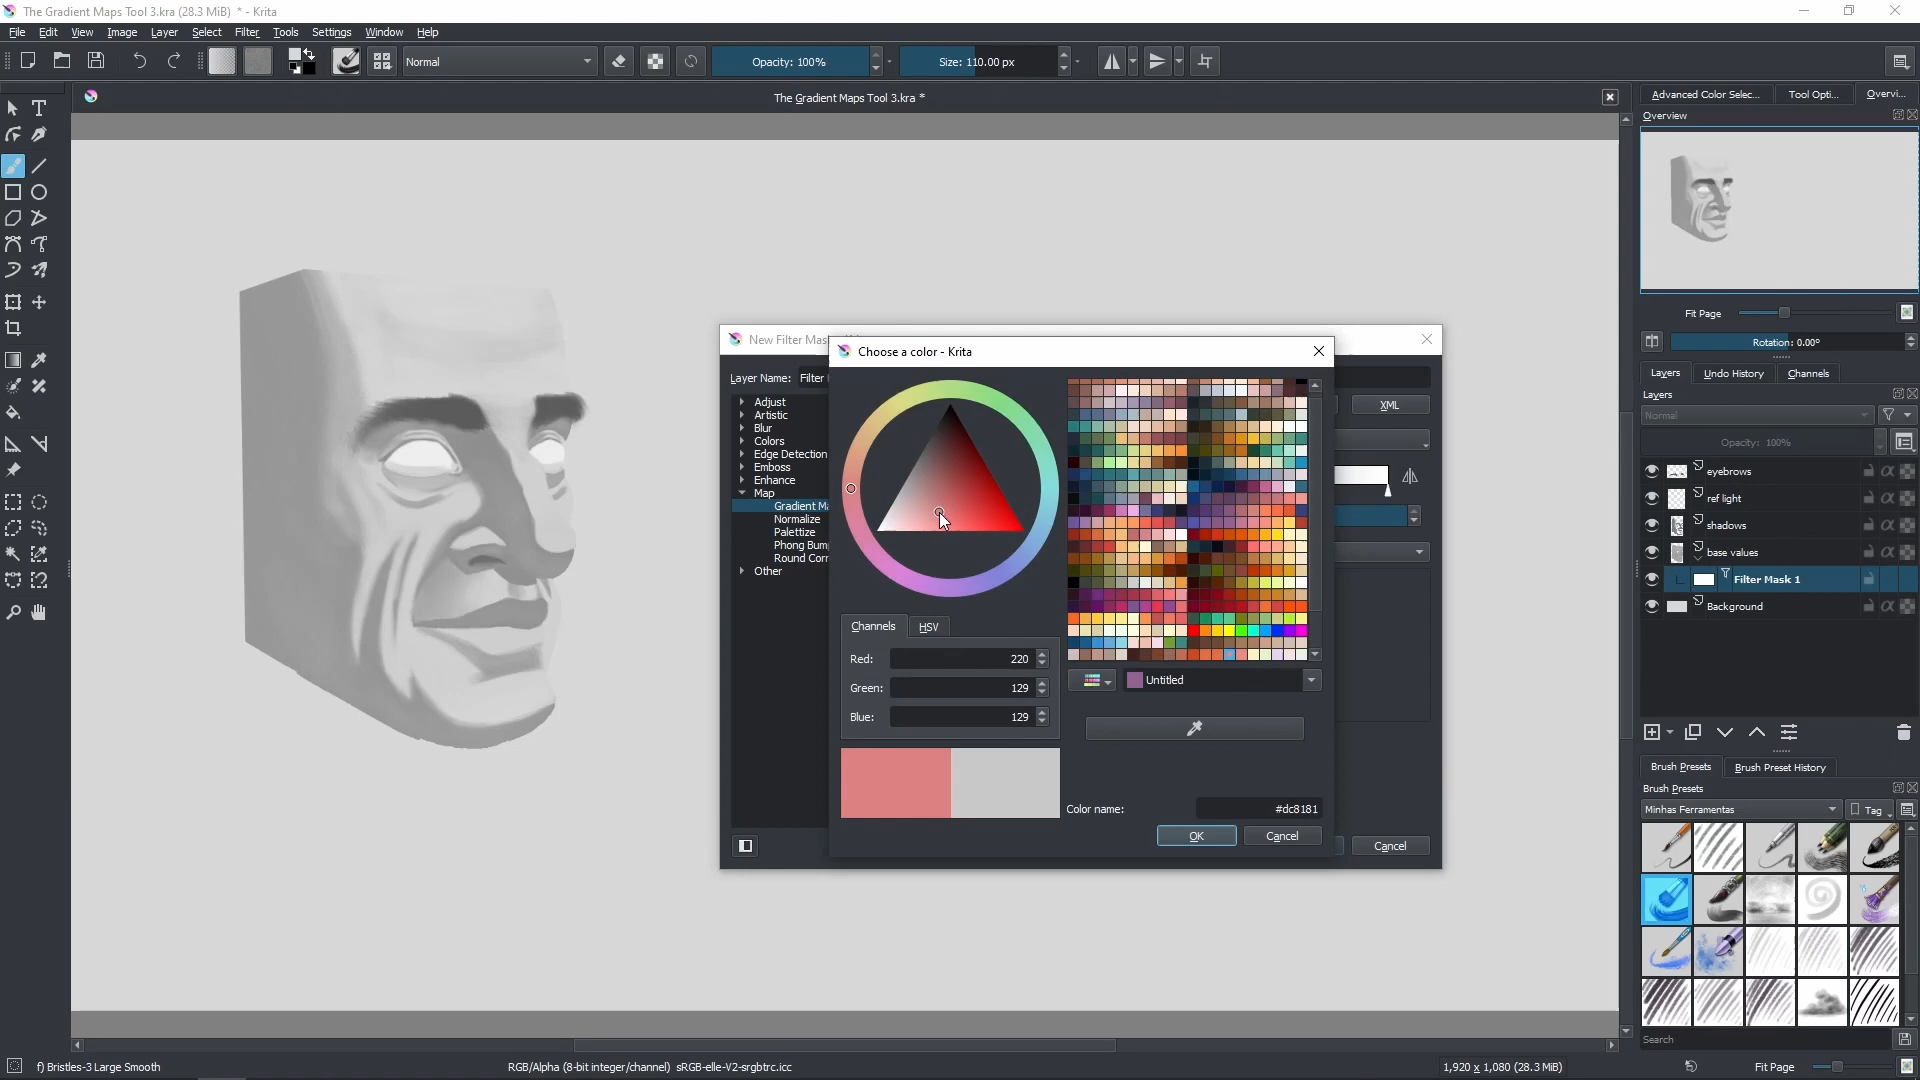 The Gradient Maps Tool 3.kra (28.3 MiB) * - Krita
File Edit View Image Layer Select Filter Tools Settings Window Help
Normal
Opacity: 100%
Size: 110.00 px
The Gradient Maps Tool 3.kra *
Advanced Color Selec...
Tool Opti...
Overvi...
Overview
Fit Page
Rotation: 0.00°
Layers
Undo History
Channels
Layers
Normal
Opacity: 100%
eyebrows
ref light
shadows
base values
Filter Mask 1
Background
Brush Presets
Brush Preset History
Brush Presets
Minhas Ferramentas
Tag
Search
New Filter Mas
Layer Name: Filter
Adjust
Artistic
Blur
Colors
Edge Detection
Emboss
Enhance
Map
Gradient Ma
Normalize
Palettize
Phong Bum
Round Corr
Other
XML
Cancel
Choose a color - Krita
Channels
HSV
Red: 220
Green: 129
Blue: 129
Untitled
Color name: #dc8181
OK
Cancel
f) Bristles-3 Large Smooth
RGB/Alpha (8-bit integer/channel) sRGB-elle-V2-srgbtrc.icc
1,920 x 1,080 (28.3 MiB)
Fit Page